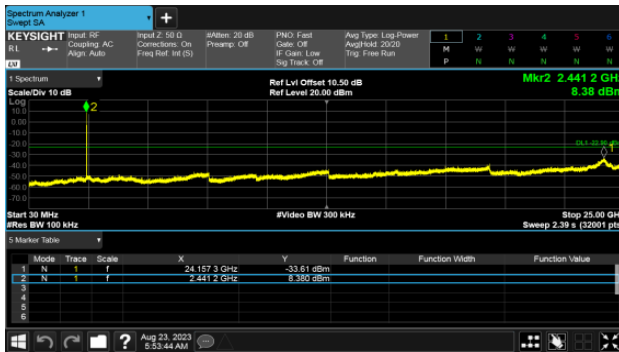 Spectrum Analyzer 1
Swept SA
+
KEYSIGHT Input: RF Input Z: 50 Ω #Atten: 20 dB PNO: Fast Avg Type: Log-Power 1 2 3 4 5 6
RL Coupling: AC Corrections: On Preamp: Off Gate: Off Avg|Hold: 20/20 M W W W W W
Align: Auto Freq Ref: Int (S) IF Gain: Low Trig: Free Run P N N N N N
LXI Sig Track: Off
1 Spectrum Ref Lvl Offset 10.50 dB Mkr2 2.441 2 GHz
Scale/Div 10 dB Ref Level 20.00 dBm 8.38 dBm
Log
10.0
0.00
-10.0
-20.0
-30.0
-40.0
-50.0
-60.0
-70.0
2
1
Start 30 MHz #Video BW 300 kHz Stop 25.00 GH
#Res BW 100 kHz Sweep 2.39 s (32001 pts
5 Marker Table
Mode Trace Scale X Y Function Function Width Function Value
1 N 1 f 24.157 3 GHz -33.61 dBm
2 N 1 f 2.441 2 GHz 8.380 dBm
3
4
5
6
? Aug 23, 2023
5:53:44 AM